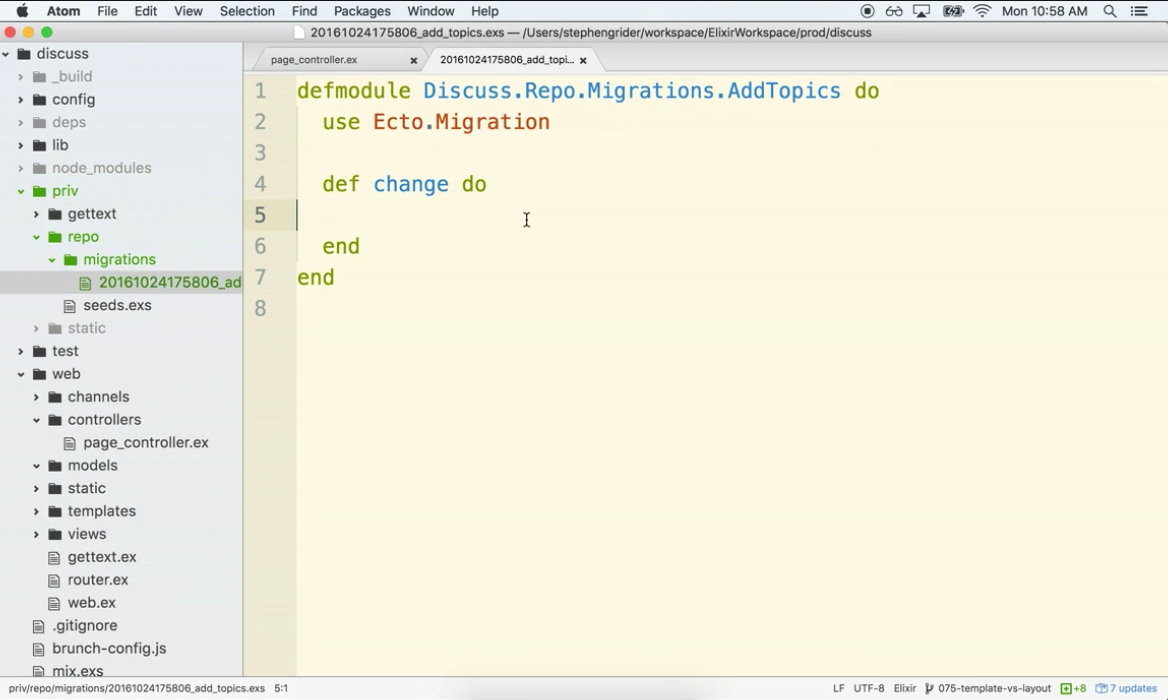 Atom File Edit View Selection Find Packages Window Help Mon 10:58 AM
20161024175806_add_topics.exs — /Users/stephengrider/workspace/ElixirWorkspace/prod/discuss
discuss
_build
config
deps
lib
node_modules
priv
gettext
repo
migrations
20161024175806_ad
seeds.exs
static
test
web
channels
controllers
page_controller.ex
models
static
templates
views
gettext.ex
router.ex
web.ex
.gitignore
brunch-config.js
mix.exs
page_controller.ex 20161024175806_add_topi...
1 defmodule Discuss.Repo.Migrations.AddTopics do
2 use Ecto.Migration
3
4 def change do
5
6 end
7 end
8
priv/repo/migrations/20161024175806_add_topics.exs 5:1 LF UTF-8 Elixir 075-template-vs-layout +8 7 updates